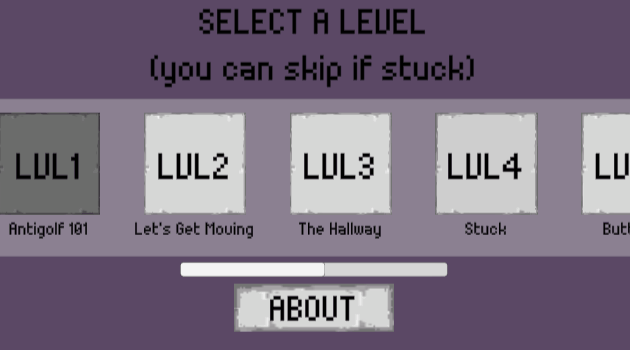 SELECT A LEVEL
(you can skip if stuck)
LVL1
LVL2
LVL3
LVL4
Antigolf 101
Let's Get Moving
The Hallway
Stuck
ABOUT